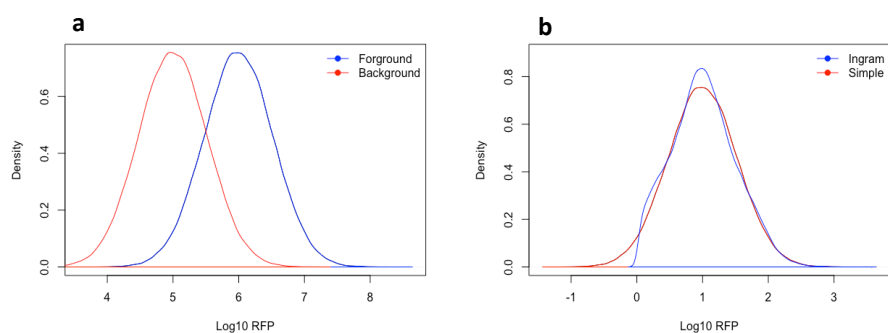 a
Forground
Background
Density
0.0 0.2 0.4 0.6
4 5 6 7 8
Log10 RFP
b
Ingram
Simple
Density
0.0 0.2 0.4 0.6 0.8
-1 0 1 2 3
Log10 RFP